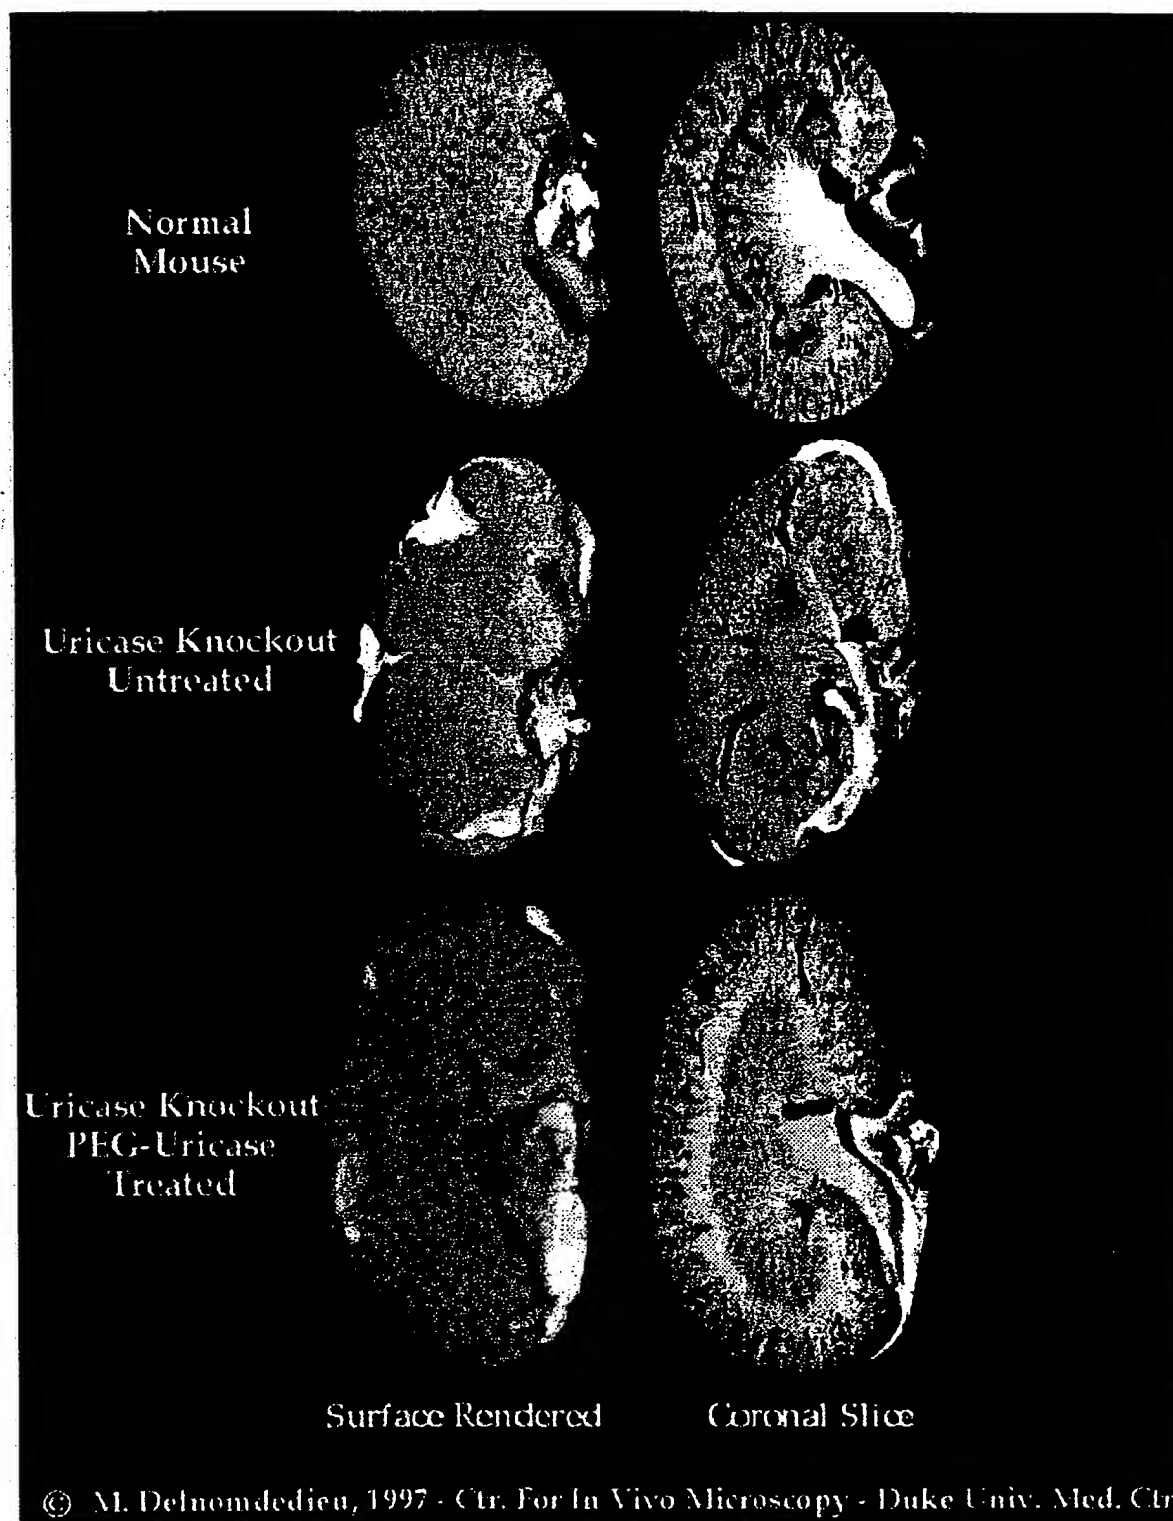 Normal
Mouse
Uricase Knockout
Untreated
Uricase Knockout
PEG-Uricase
Treated
Surface Rendered
Coronal Slice
© M. Delnomdedieu, 1997 - Ctr. For In Vivo Microscopy - Duke Univ. Med. Ctr